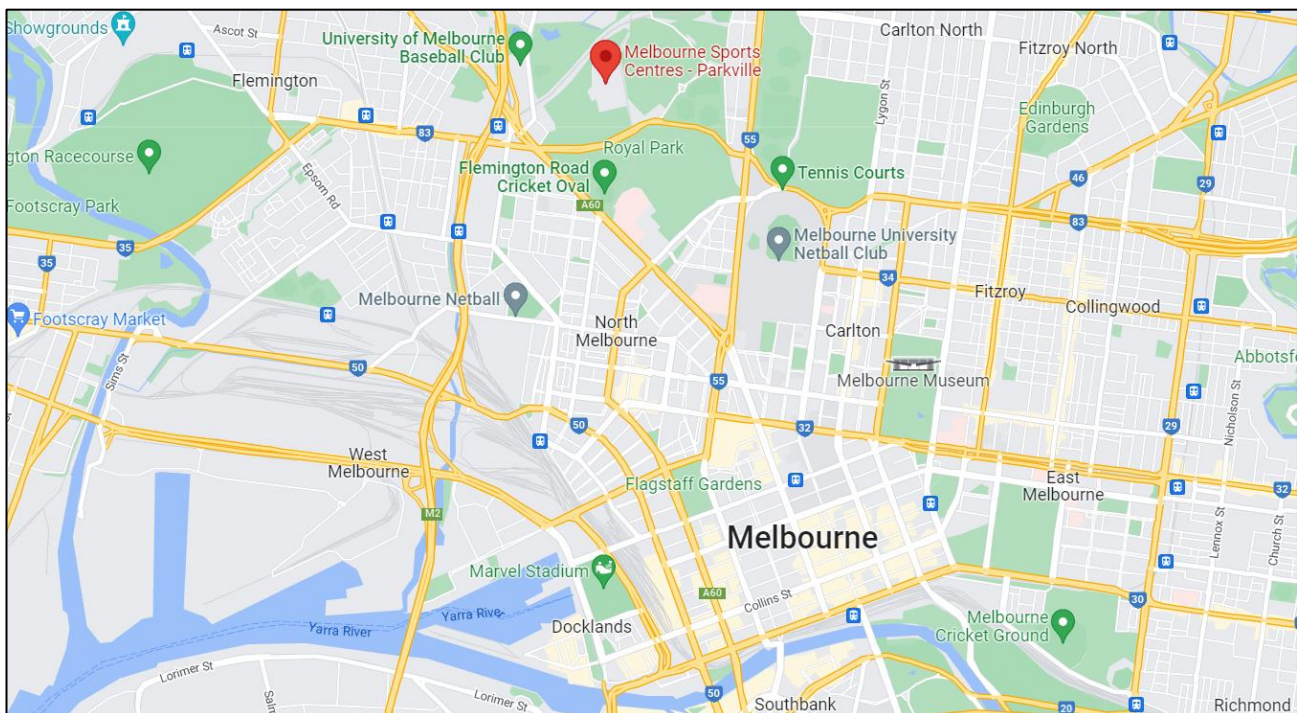 Showgrounds
Ascot St
University of Melbourne
Baseball Club
Melbourne Sports
Centres - Parkville
Carlton North
Fitzroy North
Flemington
Lygon St
Edinburgh
Gardens
83
55
Royal Park
gton Racecourse
Epsom Rd
Flemington Road
Cricket Oval
Tennis Courts
46
29
Footscray Park
A60
83
35
35
Melbourne University
Netball Club
34
Fitzroy
Melbourne Netball
Collingwood
Footscray Market
North
Melbourne
Carlton
Abbotsf
Sims St
50
55
Melbourne Museum
Nicholson St
50
32
29
West
Melbourne
Flagstaff Gardens
East
Melbourne
32
M2
Lennox St
Church St
Melbourne
Marvel Stadium
A60
Collins St
30
Yarra River
Yarra Rive
Docklands
Melbourne
Cricket Ground
Lorimer St
Lorimer St
Salm
50
Southbank
20
Richmond